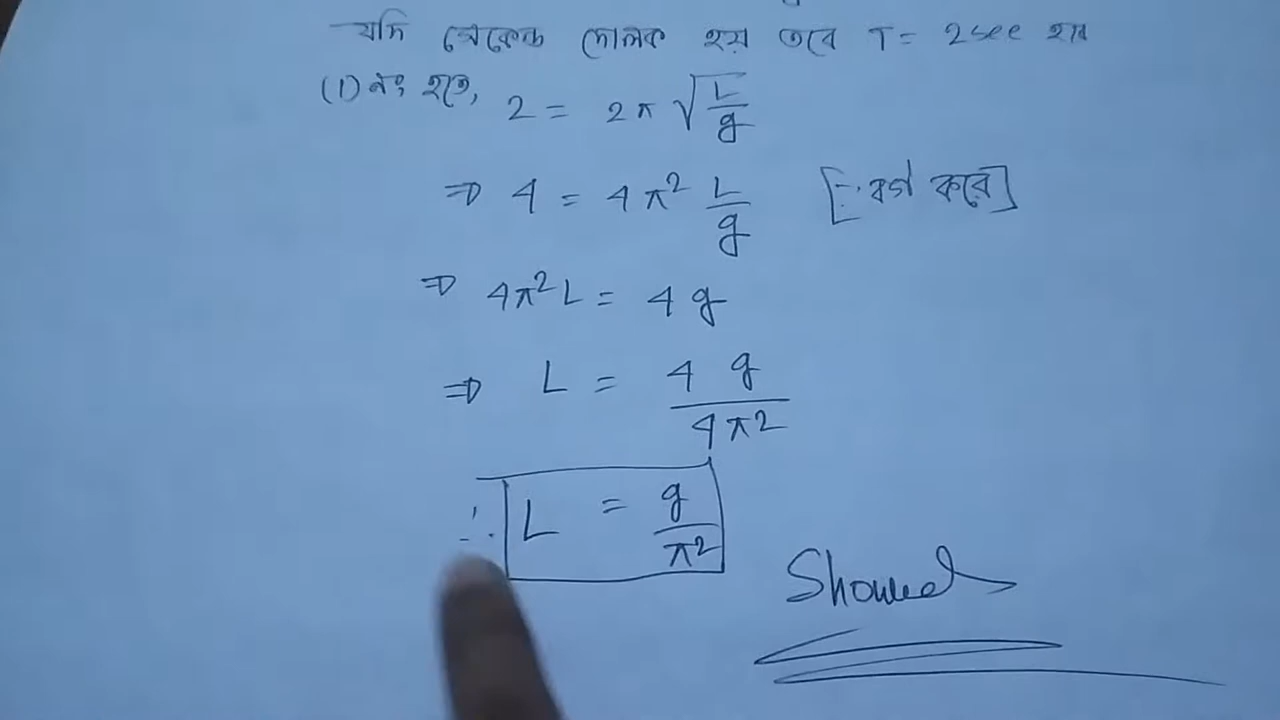 যদি সেকেন্ড দোলক হয় তবে T = 2sec হবে
(1) নং হতে, 2 = 2π √(L/g)
⇒ 4 = 4π² L/g [∵ বর্গ করে]
⇒ 4π²L = 4g
⇒ L = 4g/4π²
∴ L = g/π²
Showed